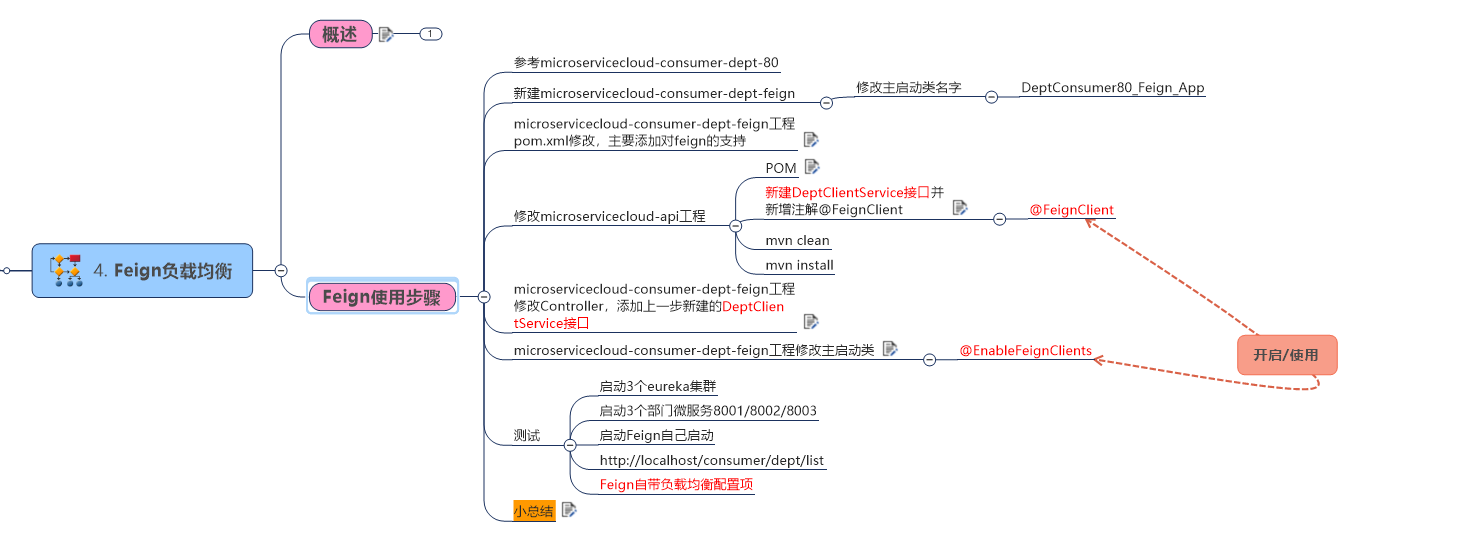 4. Feign负载均衡
概述
1
Feign使用步骤
参考microservicecloud-consumer-dept-80
新建microservicecloud-consumer-dept-feign
修改主启动类名字
DeptConsumer80_Feign_App
microservicecloud-consumer-dept-feign工程
pom.xml修改，主要添加对feign的支持
修改microservicecloud-api工程
POM
新建DeptClientService接口并
新增注解@FeignClient
@FeignClient
mvn clean
mvn install
microservicecloud-consumer-dept-feign工程
修改Controller，添加上一步新建的DeptClien
tService接口
microservicecloud-consumer-dept-feign工程修改主启动类
@EnableFeignClients
开启/使用
测试
启动3个eureka集群
启动3个部门微服务8001/8002/8003
启动Feign自己启动
http://localhost/consumer/dept/list
Feign自带负载均衡配置项
小总结